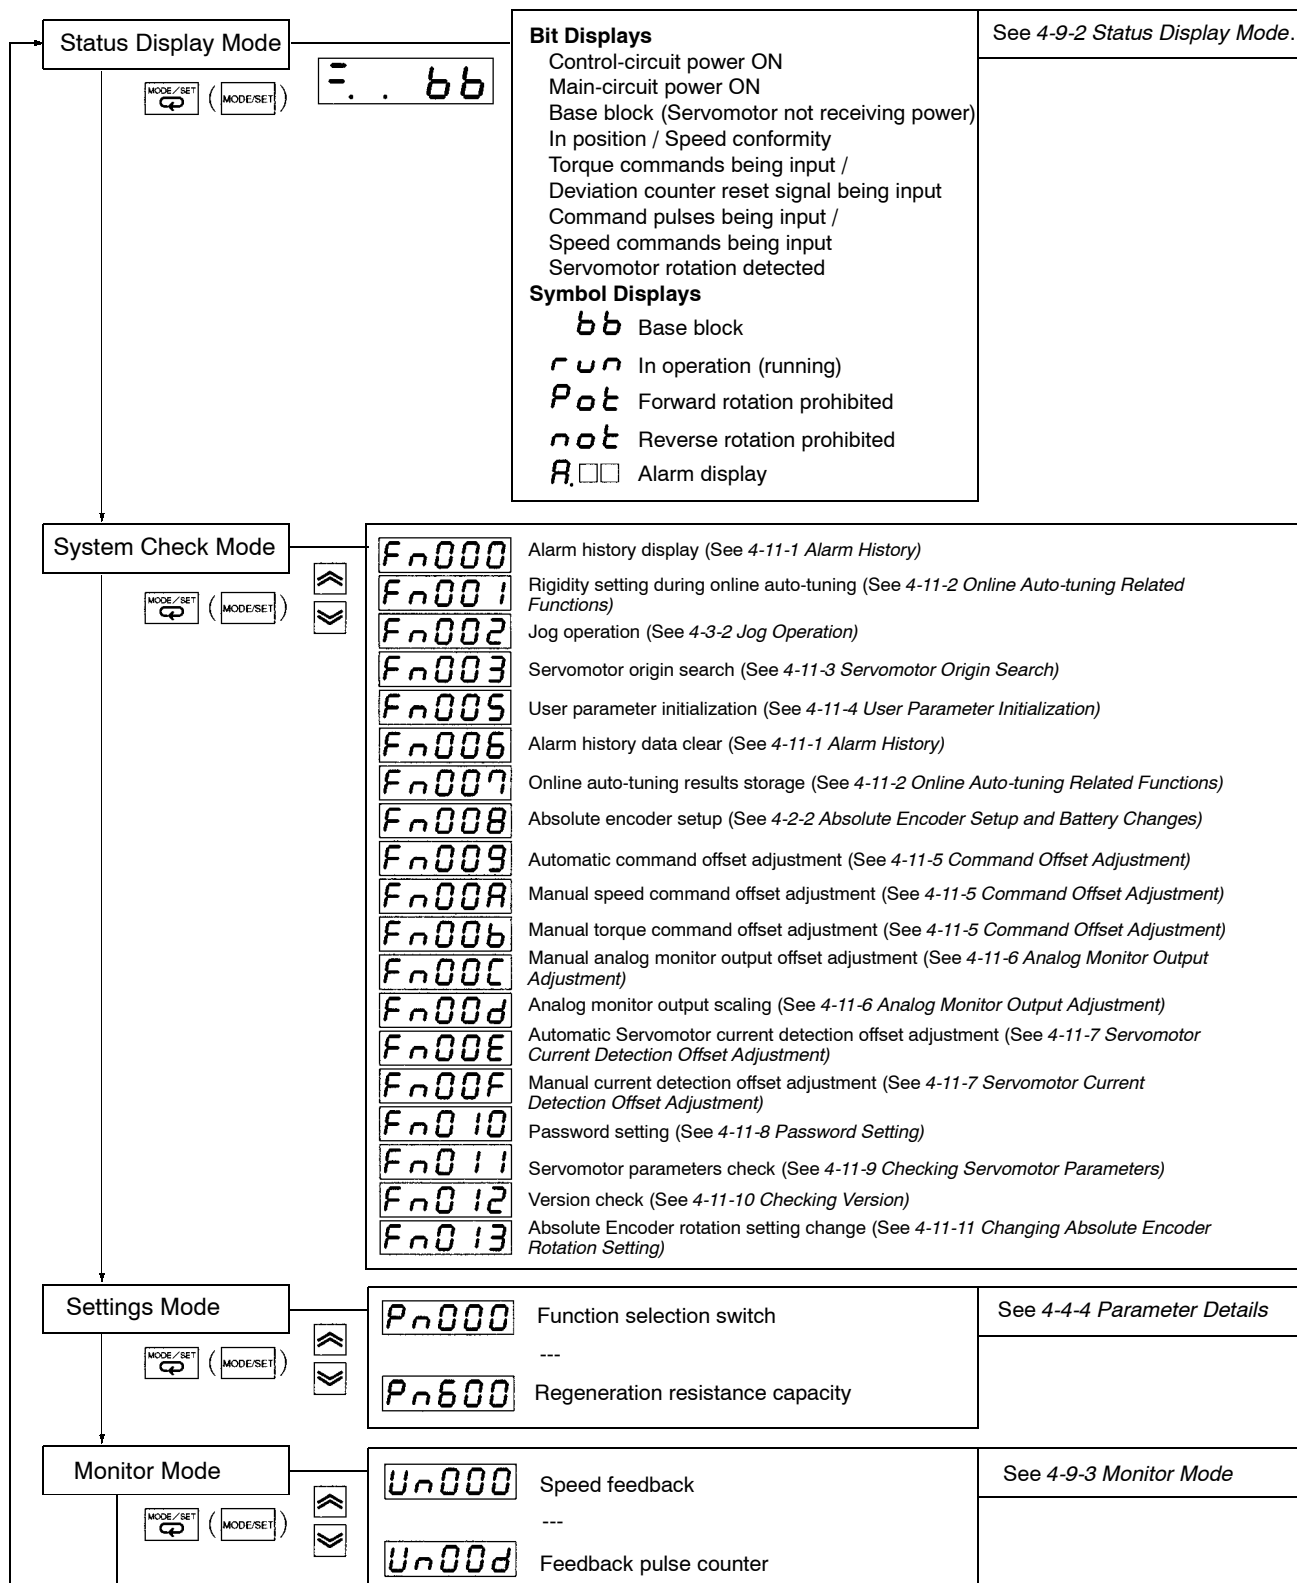 Status Display Mode
MODE/SET ( MODE/SET )
=. . bb
Bit Displays
Control-circuit power ON
Main-circuit power ON
Base block (Servomotor not receiving power)
In position / Speed conformity
Torque commands being input /
Deviation counter reset signal being input
Command pulses being input /
Speed commands being input
Servomotor rotation detected
Symbol Displays
bb Base block
run In operation (running)
Pot Forward rotation prohibited
not Reverse rotation prohibited
A.□□ Alarm display
See 4-9-2 Status Display Mode.
System Check Mode
MODE/SET ( MODE/SET )
Fn000 Alarm history display (See 4-11-1 Alarm History)
Fn001 Rigidity setting during online auto-tuning (See 4-11-2 Online Auto-tuning Related
Functions)
Fn002 Jog operation (See 4-3-2 Jog Operation)
Fn003 Servomotor origin search (See 4-11-3 Servomotor Origin Search)
Fn005 User parameter initialization (See 4-11-4 User Parameter Initialization)
Fn006 Alarm history data clear (See 4-11-1 Alarm History)
Fn007 Online auto-tuning results storage (See 4-11-2 Online Auto-tuning Related Functions)
Fn008 Absolute encoder setup (See 4-2-2 Absolute Encoder Setup and Battery Changes)
Fn009 Automatic command offset adjustment (See 4-11-5 Command Offset Adjustment)
Fn00A Manual speed command offset adjustment (See 4-11-5 Command Offset Adjustment)
Fn00b Manual torque command offset adjustment (See 4-11-5 Command Offset Adjustment)
Fn00C Manual analog monitor output offset adjustment (See 4-11-6 Analog Monitor Output
Adjustment)
Fn00d Analog monitor output scaling (See 4-11-6 Analog Monitor Output Adjustment)
Fn00E Automatic Servomotor current detection offset adjustment (See 4-11-7 Servomotor
Current Detection Offset Adjustment)
Fn00F Manual current detection offset adjustment (See 4-11-7 Servomotor Current
Detection Offset Adjustment)
Fn010 Password setting (See 4-11-8 Password Setting)
Fn011 Servomotor parameters check (See 4-11-9 Checking Servomotor Parameters)
Fn012 Version check (See 4-11-10 Checking Version)
Fn013 Absolute Encoder rotation setting change (See 4-11-11 Changing Absolute Encoder
Rotation Setting)
Settings Mode
MODE/SET ( MODE/SET )
Pn000 Function selection switch
---
Pn600 Regeneration resistance capacity
See 4-4-4 Parameter Details
Monitor Mode
MODE/SET ( MODE/SET )
Un000 Speed feedback
---
Un00d Feedback pulse counter
See 4-9-3 Monitor Mode